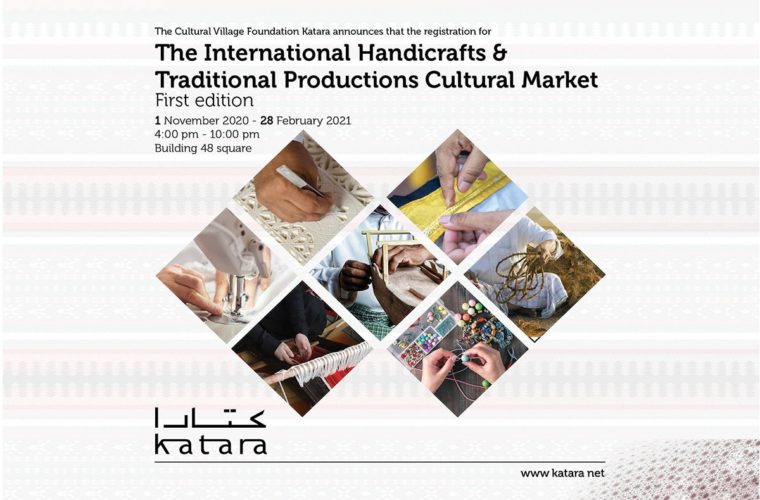 The Cultural Village Foundation Katara announces that the registration for
The International Handicrafts &
Traditional Productions Cultural Market
First edition
1 November 2020 - 28 February 2021
4:00 pm - 10:00 pm
Building 48 square
كتارا
katara
www katara net